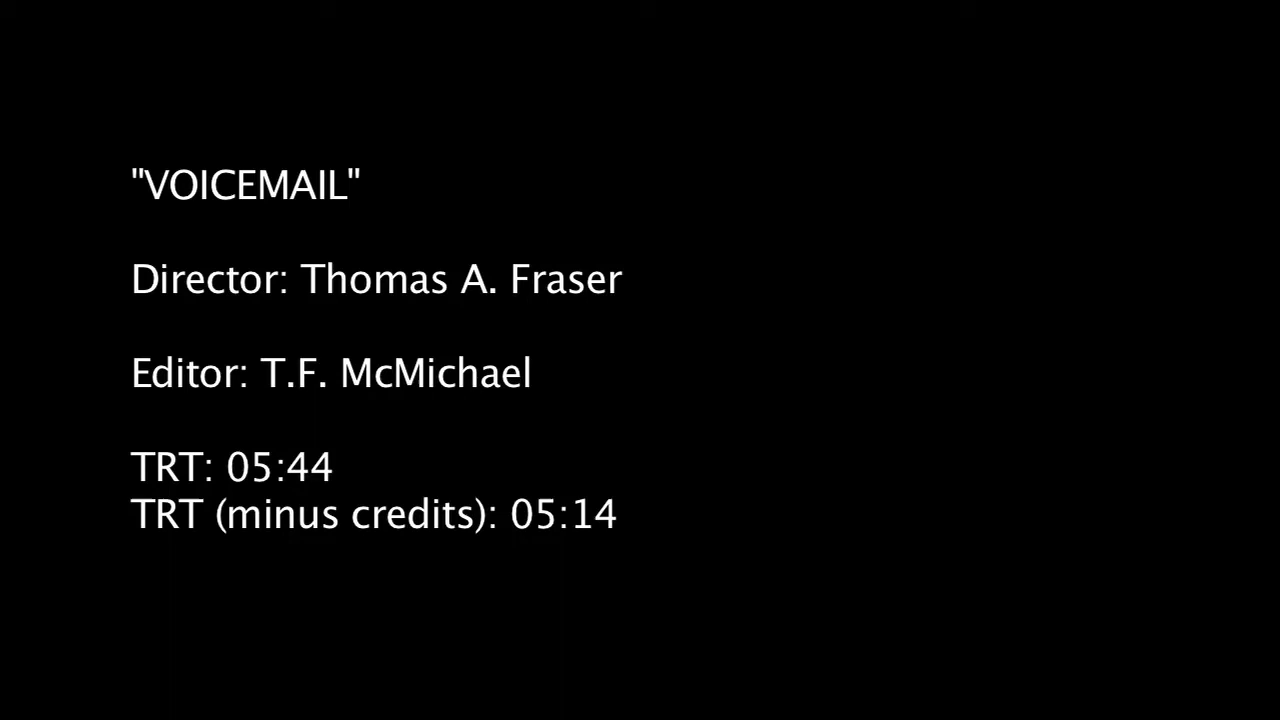 "VOICEMAIL"
Director: Thomas A. Fraser
Editor: T.F. McMichael
TRT: 05:44
TRT (minus credits): 05:14